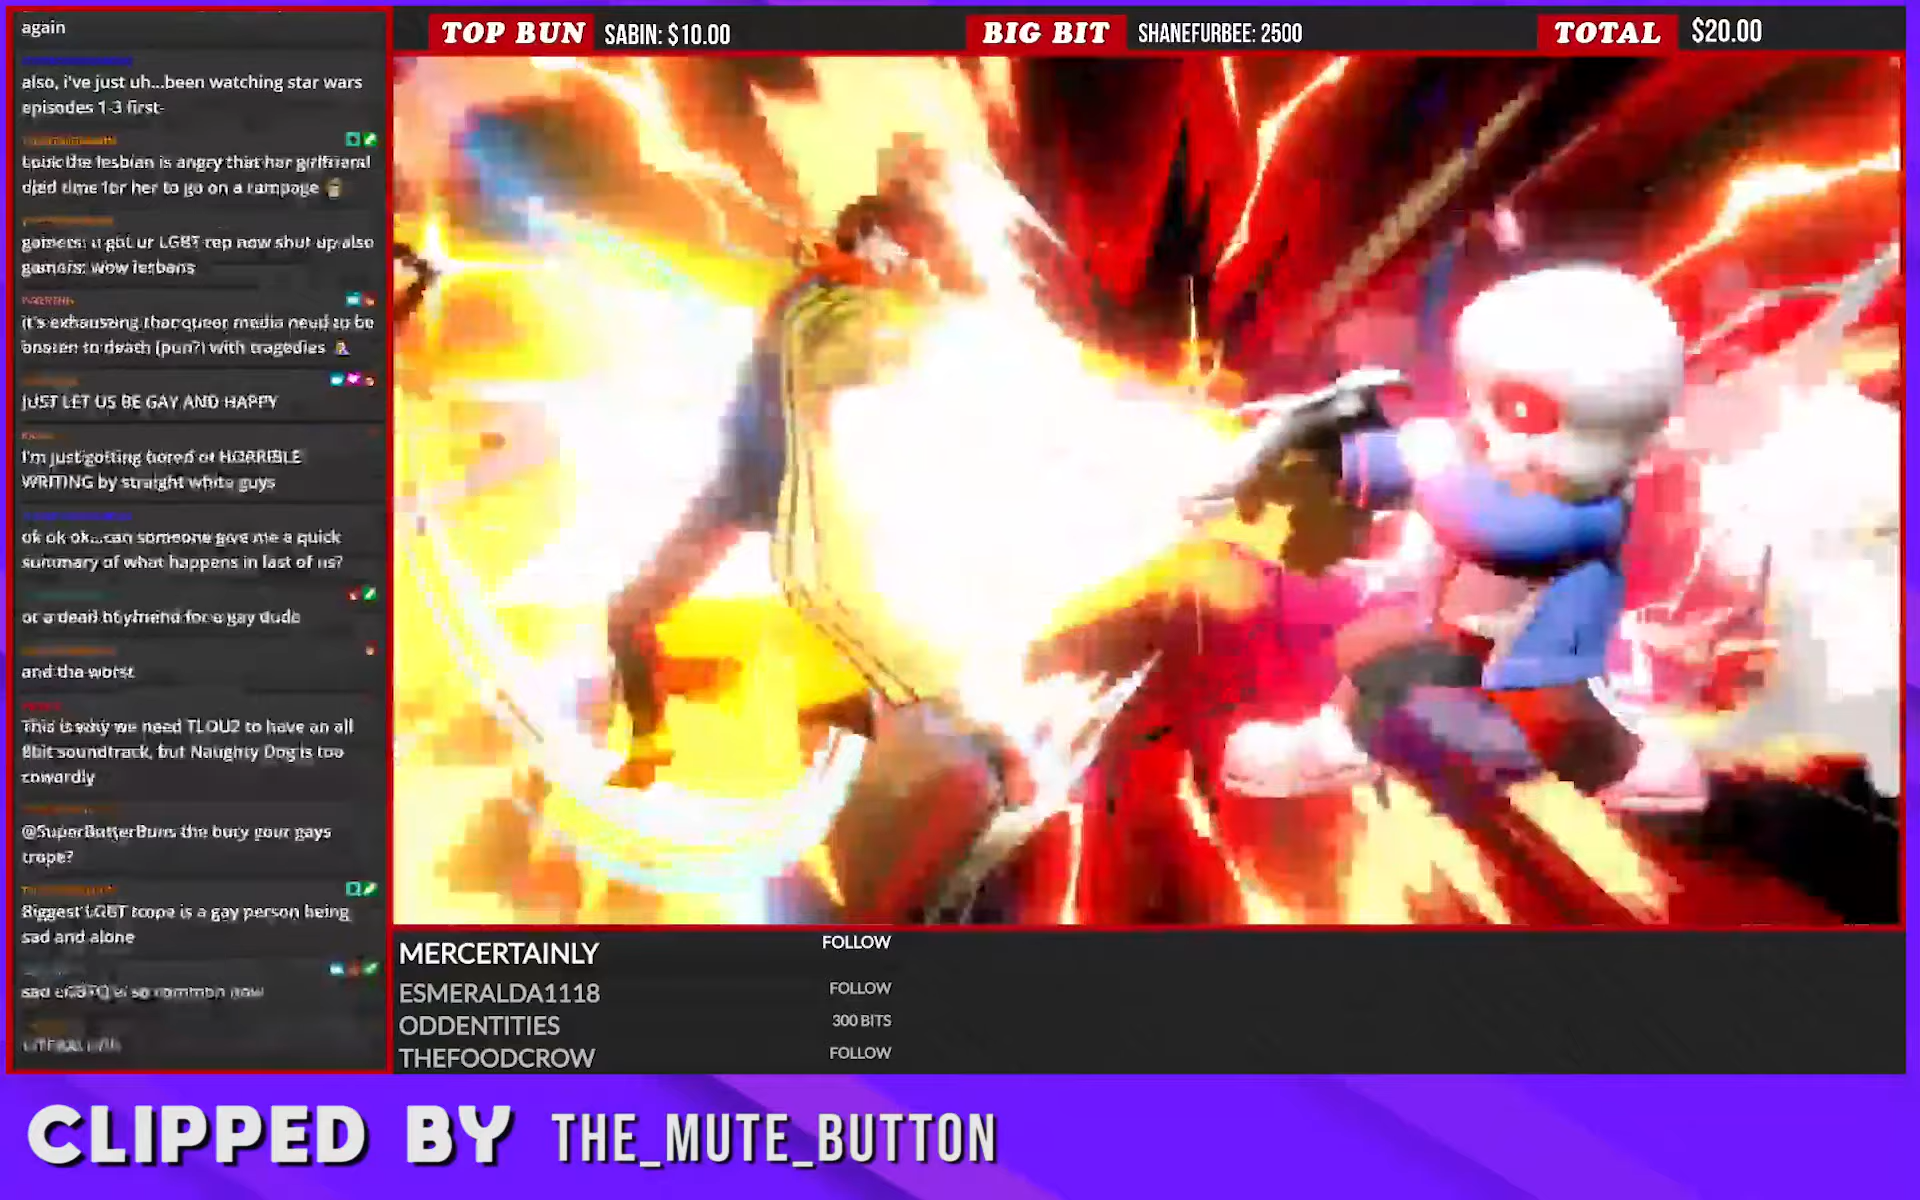 TOP BUN SABIN: $10.00 BIG BIT SHANEFURBEE: 2500 TOTAL $20.00
again
also, i've just uh...been watching star wars
episodes 1-3 first-
Look the lesbian is angry that her girlfriend
died time for her to go on a rampage
gamers: u got ur LGBT rep now shut up also
gamers: wow lesbans
it's exhausting that queer media need to be
to death (pun?) with tragedies
JUST LET US BE GAY AND HAPPY
I'm just getting bored of HORRIBLE
WRITING by straight white guys
ok ok ok...can someone give me a quick
summary of what happens in last of us?
or a dead boyfriend for a gay dude
and the worst
This is why we need TLOU2 to have an all
8bit soundtrack, but Naughty Dog is too
cowardly
@SuperButterBuns the bury your gays
trope?
Biggest LGBT trope is a gay person being
sad and alone
sad so common now
MERCERTAINLY FOLLOW
ESMERALDA1118 FOLLOW
ODDENTITIES 300 BITS
THEFOODCROW FOLLOW
CLIPPED BY THE_MUTE_BUTTON